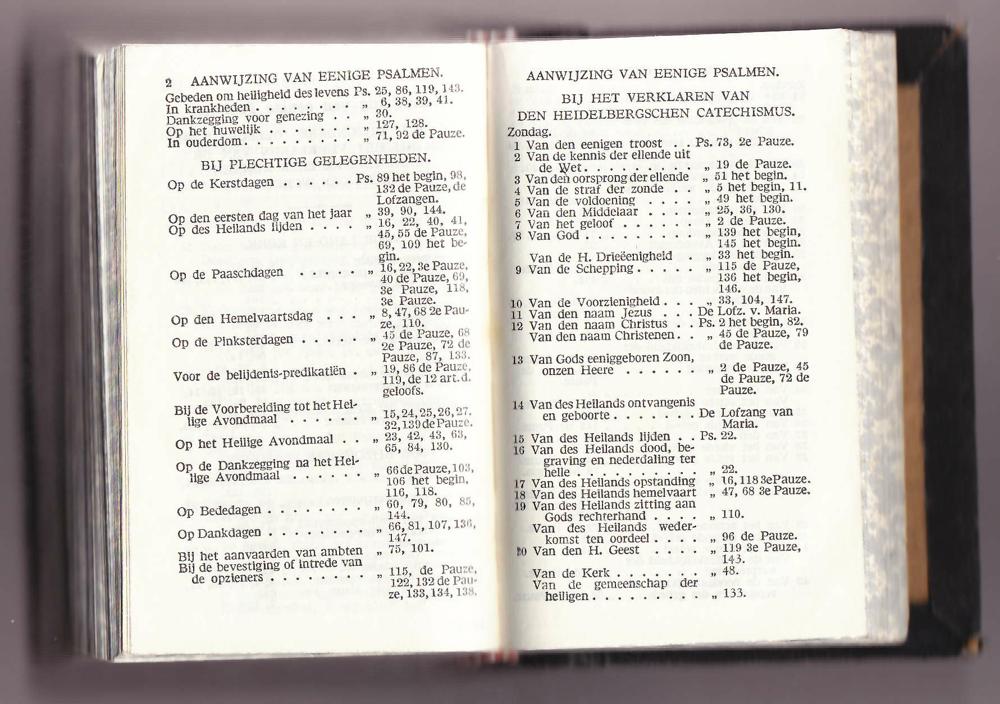 2 AANWIJZING VAN EENIGE PSALMEN.
Gebeden om heiligheid des levens Ps. 25, 86, 119, 143.
In krankheden . . . . . . . . „ 6, 38, 39, 41.
Dankzegging voor genezing . . „ 30.
Op het huwelijk . . . . . . . „ 127, 128.
In ouderdom . . . . . . . . . „ 71, 92 de Pauze.
BIJ PLECHTIGE GELEGENHEDEN.
Op de Kerstdagen . . . . . . Ps. 89 het begin, 98,
132 de Pauze, de
Lofzangen.
Op den eersten dag van het jaar „ 39, 90, 144.
Op des Heilands lijden . . . . „ 16, 22, 40, 41,
45, 55 de Pauze,
69, 109 het be-
gin.
Op de Paaschdagen . . . . . . „ 16, 22, 3e Pauze,
40 de Pauze, 69,
3e Pauze, 118,
3e Pauze.
Op den Hemelvaartsdag . . . „ 8, 47, 68 2e Pau-
ze, 110.
Op de Pinksterdagen . . . . . „ 45 de Pauze, 68
2e Pauze, 72 de
Pauze, 87, 133.
Voor de belijdenis-predikatiën . „ 19, 86 de Pauze,
119, de 12 art. d.
geloofs.
Bij de Voorbereiding tot het Hei-
lige Avondmaal . . . . . . „ 15, 24, 25, 26, 27.
32, 139 de Pauze.
Op het Heilige Avondmaal . . „ 23, 42, 43, 63,
65, 84, 130.
Op de Dankzegging na het Hei-
lige Avondmaal . . . . . . „ 66 de Pauze, 103,
106 het begin,
116, 118.
Op Bededagen . . . . . . . . „ 60, 79, 80, 85,
144.
Op Dankdagen . . . . . . . . „ 66, 81, 107, 136,
147.
Bij het aanvaarden van ambten „ 75, 101.
Bij de bevestiging of intrede van
de opzieners . . . . . . . . „ 115, de Pauze,
122, 132 de Pau-
ze, 133, 134, 138.
AANWIJZING VAN EENIGE PSALMEN.
BIJ HET VERKLAREN VAN
DEN HEIDELBERGSCHEN CATECHISMUS.
Zondag.
1 Van den eenigen troost . . Ps. 73, 2e Pauze.
2 Van de kennis der ellende uit
de Wet. . . . . . . . . „ 19 de Pauze.
3 Van den oorsprong der ellende „ 51 het begin.
4 Van de straf der zonde . . „ 5 het begin, 11.
5 Van de voldoening . . . . „ 49 het begin.
6 Van den Middelaar . . . . „ 25, 36, 130.
7 Van het geloof . . . . . . „ 2 de Pauze.
8 Van God . . . . . . . . . „ 139 het begin,
145 het begin.
Van de H. Drieëenigheid . „ 33 het begin.
9 Van de Schepping . . . . . „ 115 de Pauze,
136 het begin,
146.
10 Van de Voorzienigheid . . . „ 33, 104, 147.
11 Van den naam Jezus . . . De Lofz. v. Maria.
12 Van den naam Christus . . Ps. 2 het begin, 82.
Van den naam Christenen. . „ 45 de Pauze, 79
de Pauze.
13 Van Gods eeniggeboren Zoon,
onzen Heere . . . . . . „ 2 de Pauze, 45
de Pauze, 72 de
Pauze.
14 Van des Heilands ontvangenis
en geboorte . . . . . . . De Lofzang van
Maria.
15 Van des Heilands lijden . . Ps. 22.
16 Van des Heilands dood, be-
graving en nederdaling ter
helle . . . . . . . . . „ 22.
17 Van des Heilands opstanding „ 16, 118 3e Pauze.
18 Van des Heilands hemelvaart „ 47, 68 3e Pauze.
19 Van des Heilands zitting aan
Gods rechterhand . . . . „ 110.
Van des Heilands weder-
komst ten oordeel . . . . „ 96 de Pauze.
20 Van den H. Geest . . . . „ 119 3e Pauze,
143.
Van de Kerk . . . . . . . „ 48.
Van de gemeenschap der
heiligen . . . . . . . . . „ 133.